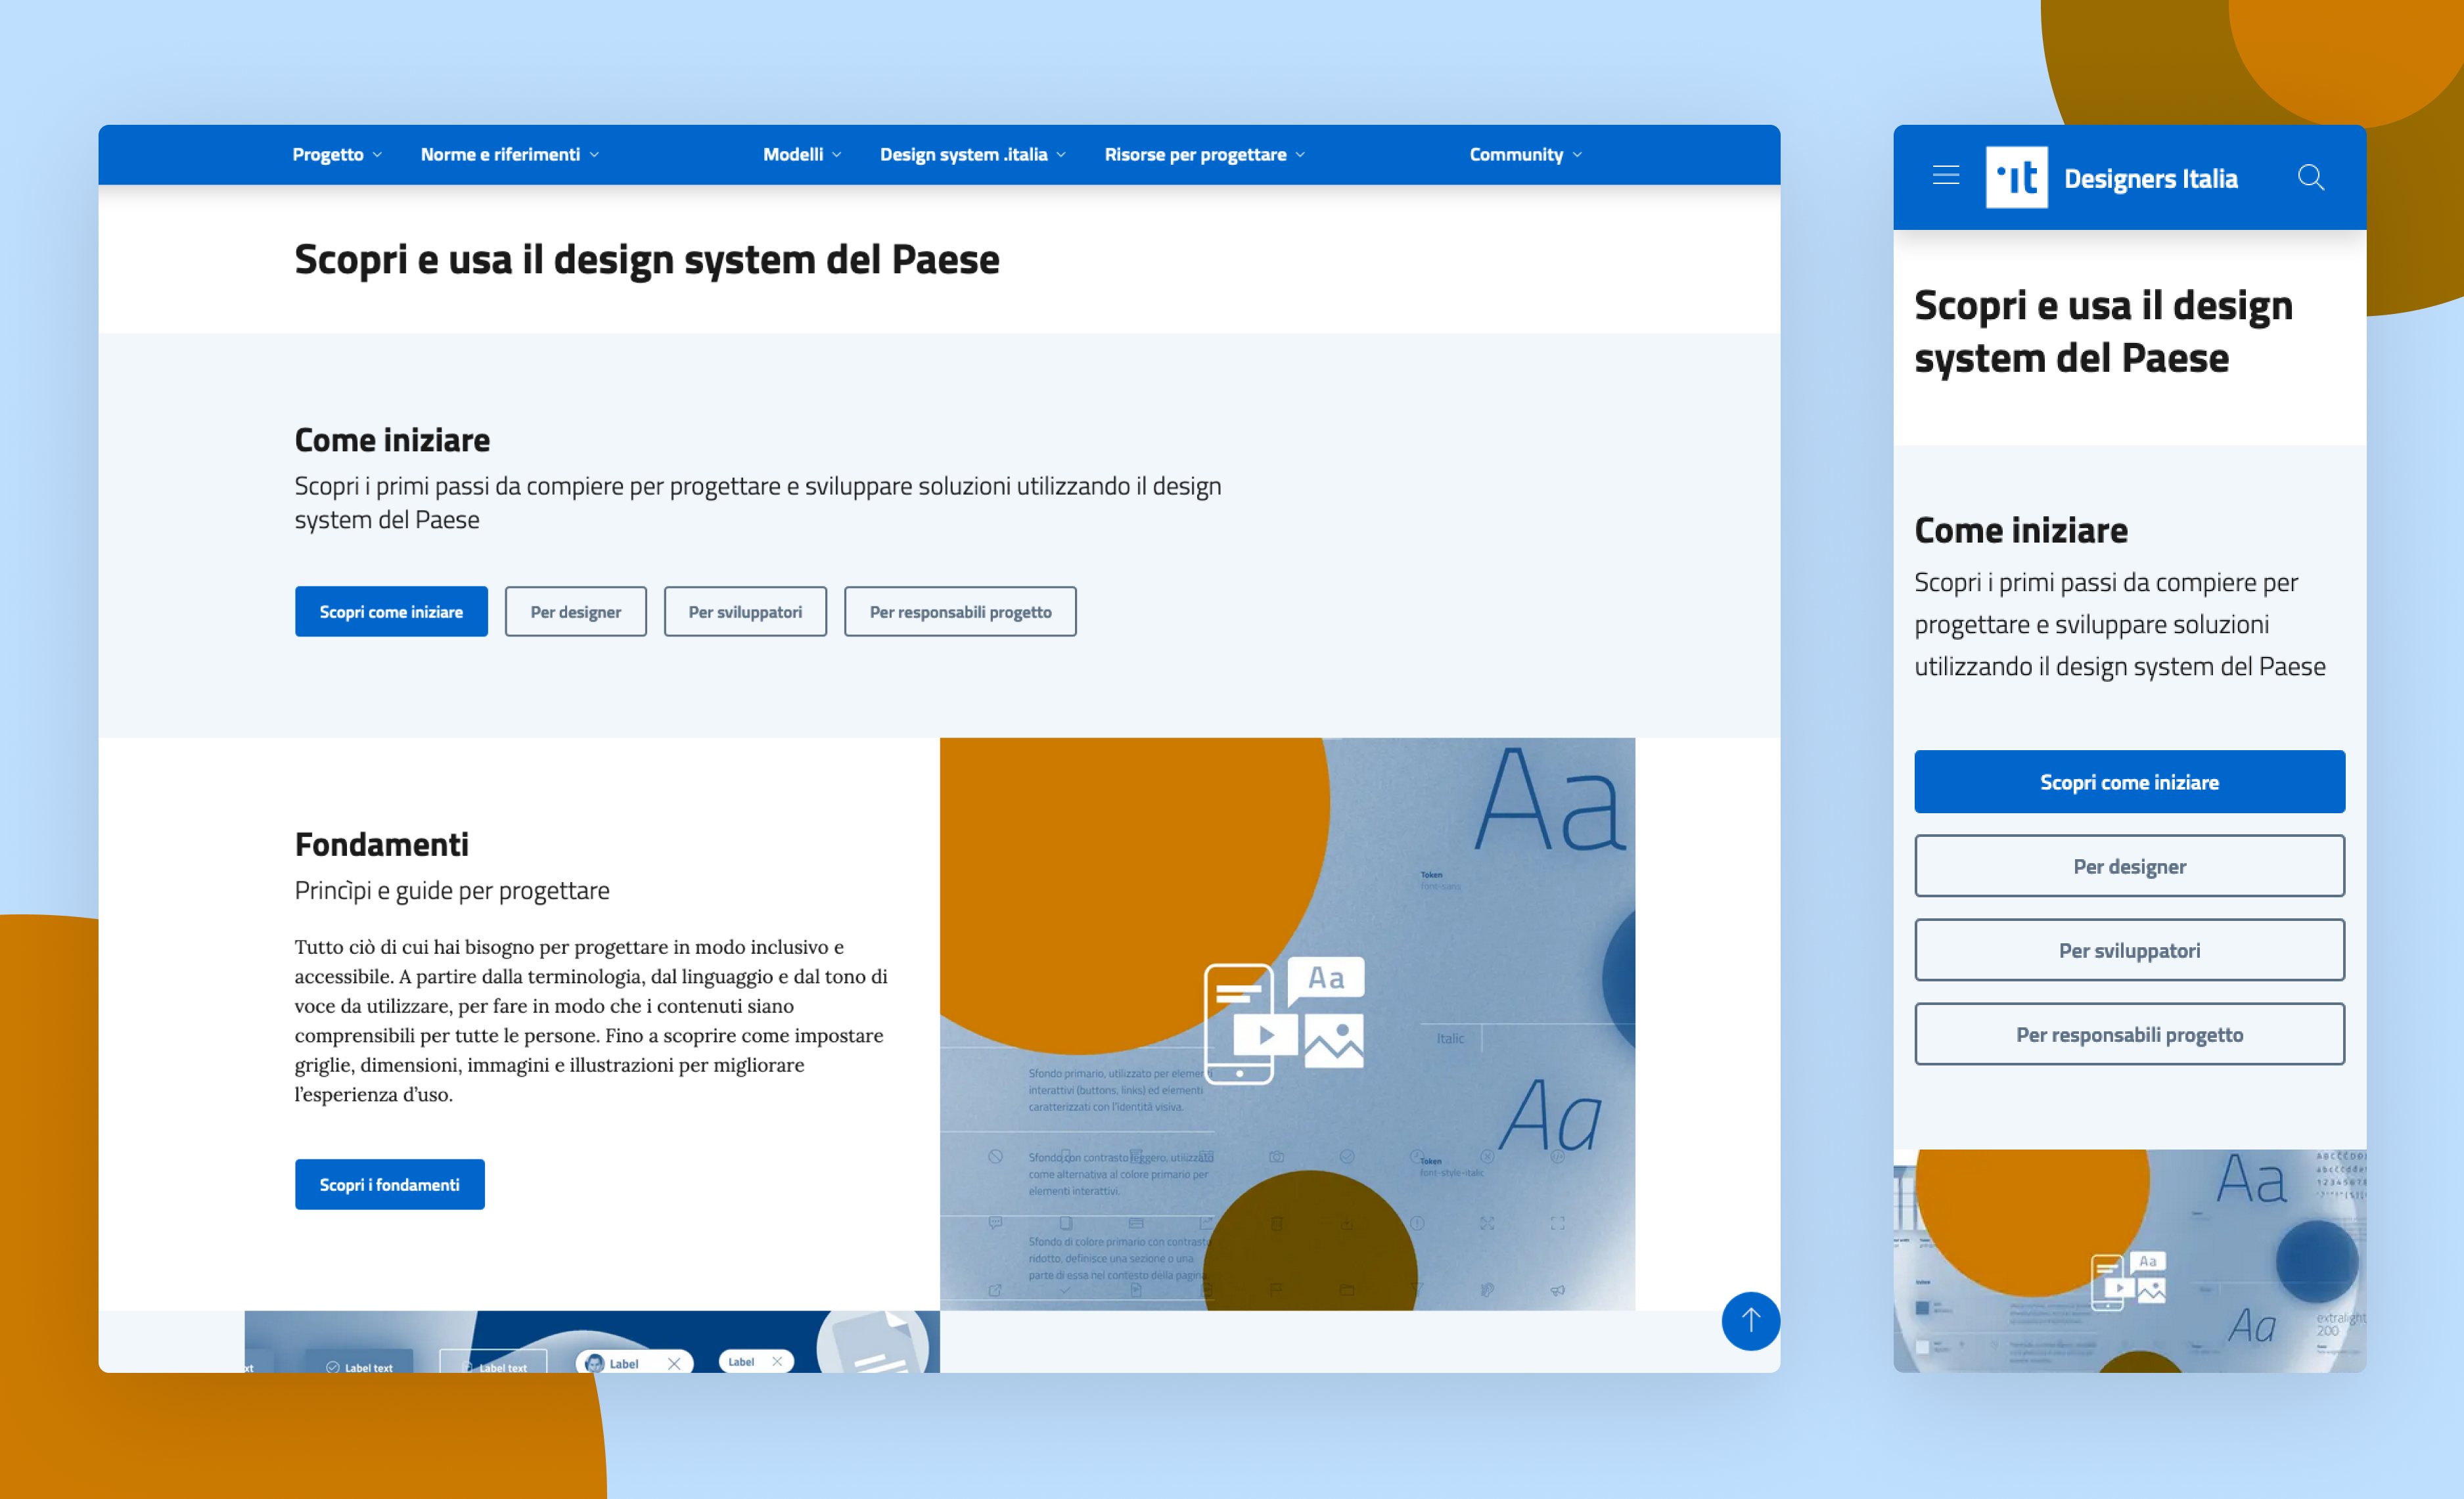 Progetto Norme e riferimenti Modelli Design system .italia Risorse per progettare Community
Scopri e usa il design system del Paese
Come iniziare
Scopri i primi passi da compiere per progettare e sviluppare soluzioni utilizzando il design
system del Paese
Scopri come iniziare Per designer Per sviluppatori Per responsabili progetto
Fondamenti
Princìpi e guide per progettare
Tutto ciò di cui hai bisogno per progettare in modo inclusivo e
accessibile. A partire dalla terminologia, dal linguaggio e dal tono di
voce da utilizzare, per fare in modo che i contenuti siano
comprensibili per tutte le persone. Fino a scoprire come impostare
griglie, dimensioni, immagini e illustrazioni per migliorare
l’esperienza d’uso.
Scopri i fondamenti
Aa
Token
font-sans
Aa
Italic
Aa
Token
font-style-italic
Sfondo primario, utilizzato per elementi
interattivi (buttons, links) ed elementi
caratterizzati con l'identità visiva.
Sfondo con contrasto leggero, utilizzato
come alternativa al colore primario per
elementi interattivi.
Sfondo di colore primario con contrasto
ridotto, definisce una sezione o una
parte di essa nel contesto della pagina
xt Label text Label text Label Label
it Designers Italia
Scopri e usa il design
system del Paese
Come iniziare
Scopri i primi passi da compiere per
progettare e sviluppare soluzioni
utilizzando il design system del Paese
Scopri come iniziare
Per designer
Per sviluppatori
Per responsabili progetto
Aa
Aa
Aa
extralight
200